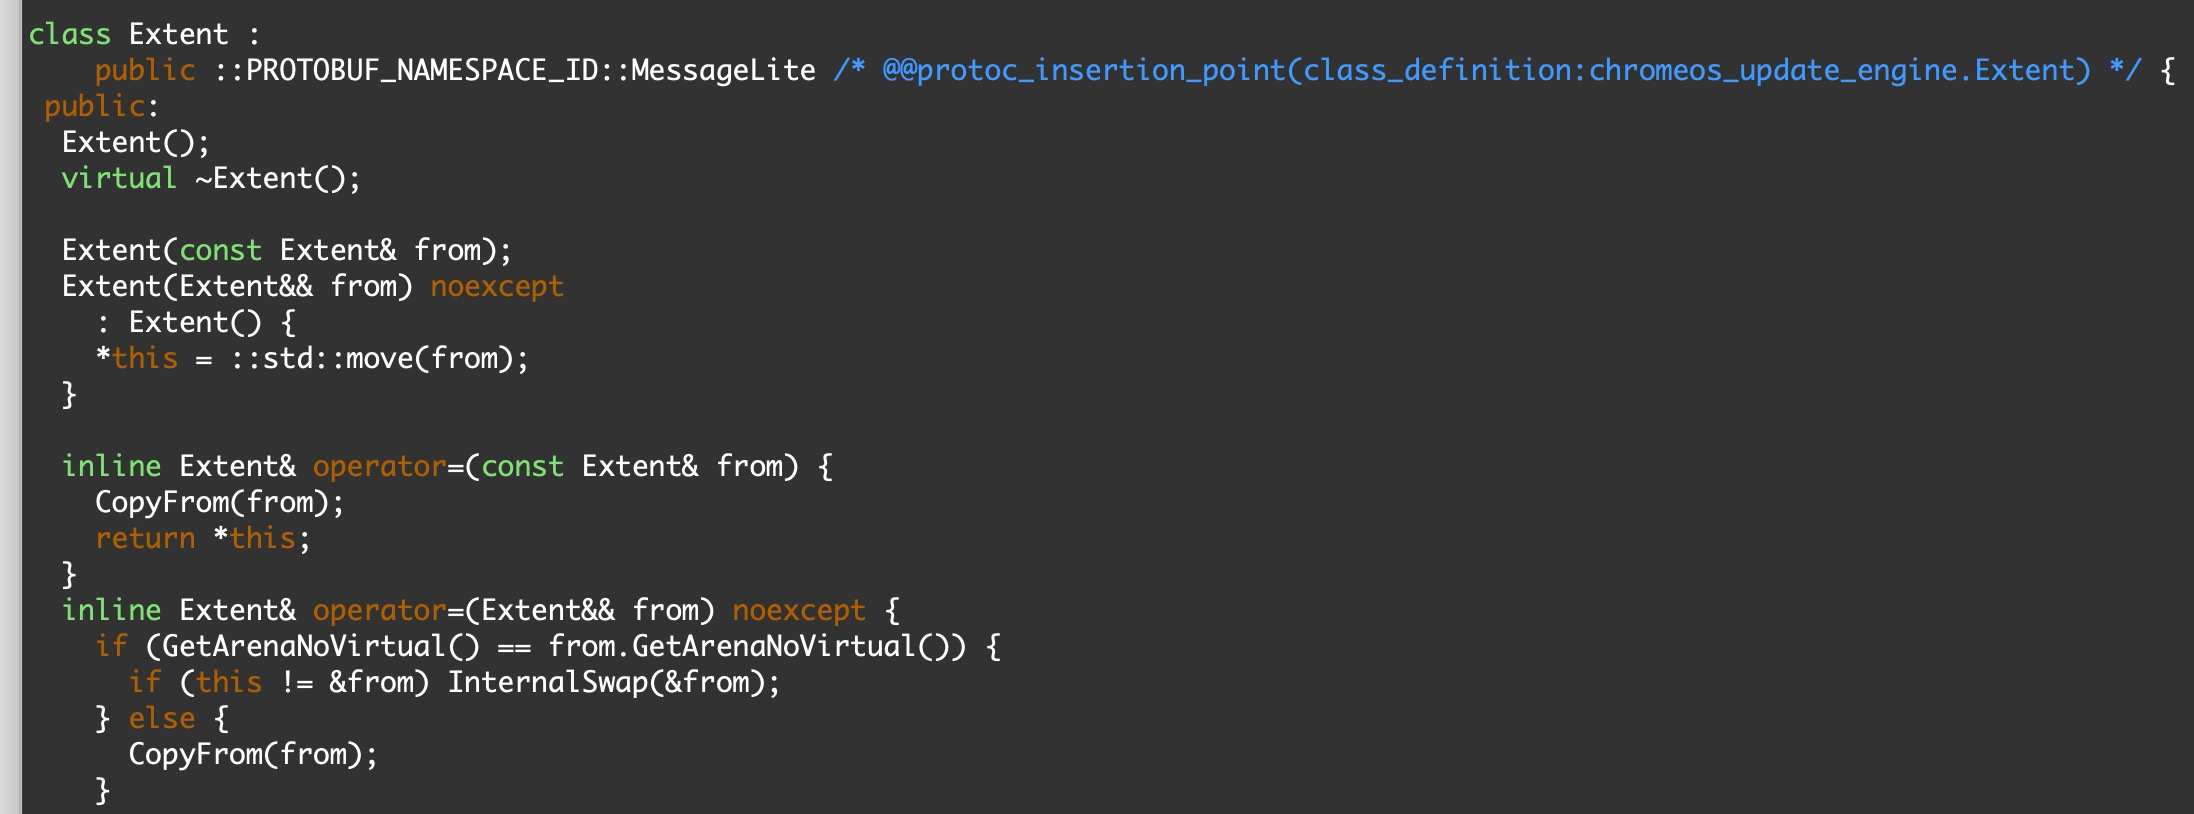 class Extent :
    public ::PROTOBUF_NAMESPACE_ID::MessageLite /* @@protoc_insertion_point(class_definition:chromeos_update_engine.Extent) */ {
 public:
  Extent();
  virtual ~Extent();

  Extent(const Extent& from);
  Extent(Extent&& from) noexcept
    : Extent() {
    *this = ::std::move(from);
  }

  inline Extent& operator=(const Extent& from) {
    CopyFrom(from);
    return *this;
  }
  inline Extent& operator=(Extent&& from) noexcept {
    if (GetArenaNoVirtual() == from.GetArenaNoVirtual()) {
      if (this != &from) InternalSwap(&from);
    } else {
      CopyFrom(from);
    }